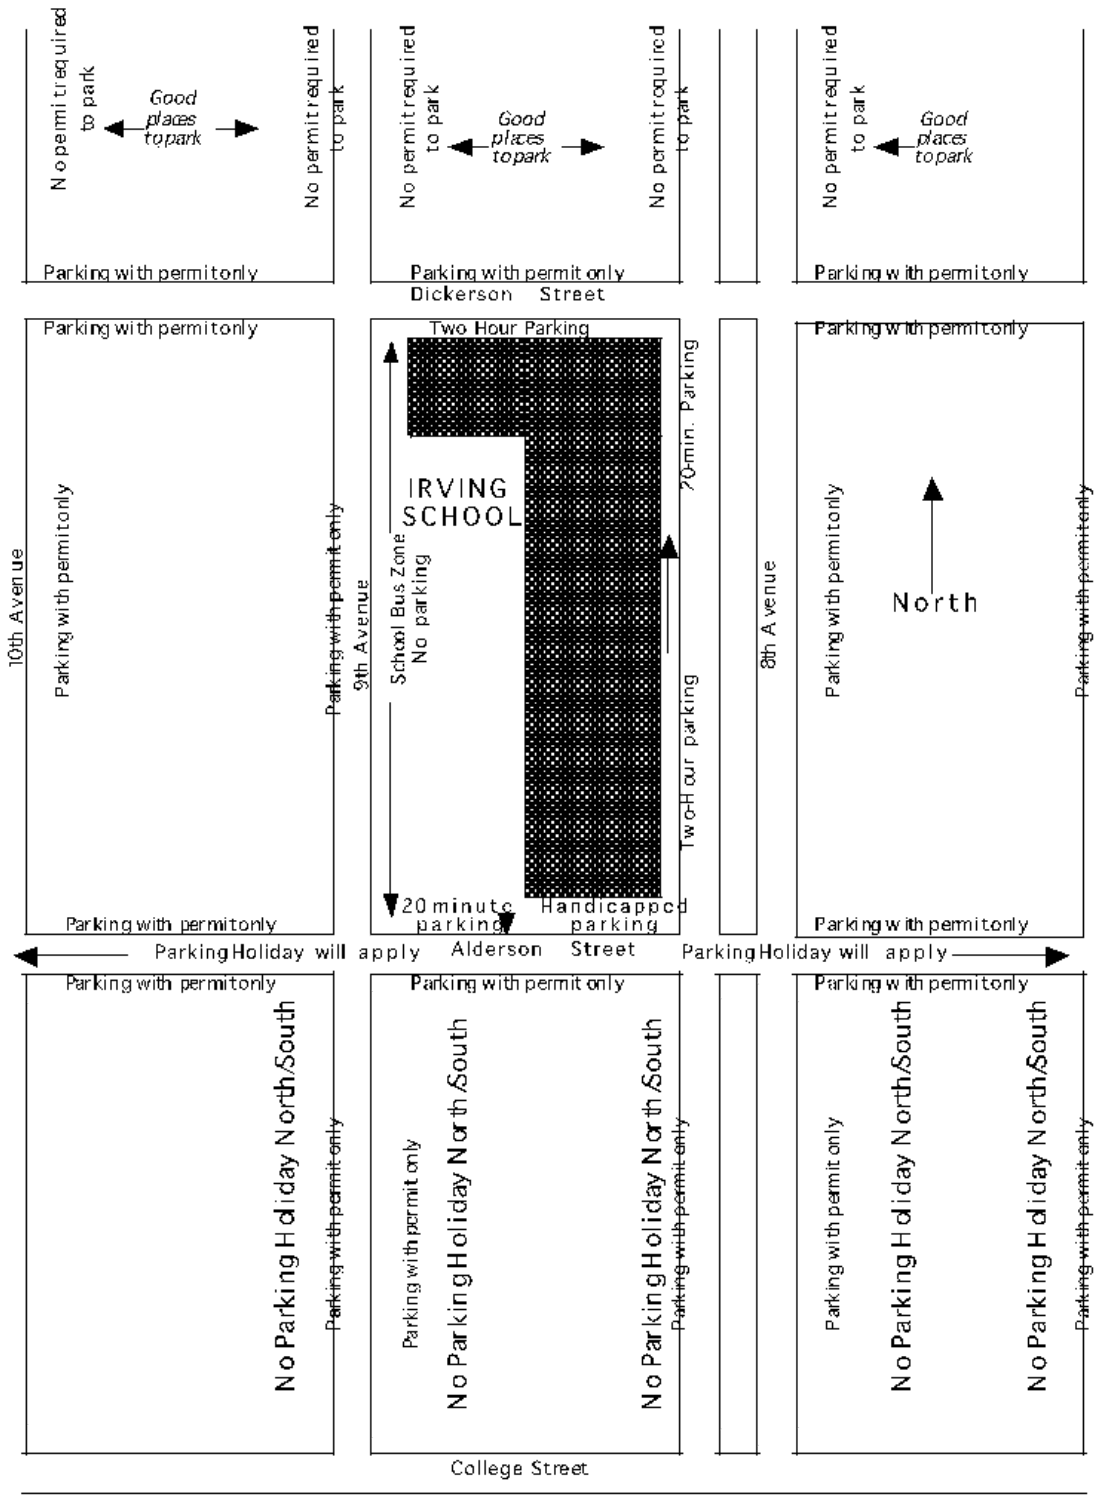 No permit required
to park
Good
places
to park
No permit required
to park
No permit required
to park
Good
places
to park
No permit required
to park
No permit required
to park
Good
places
to park
Parking with permit only
Parking with permit only
Parking with permit only
Dickerson Street
Parking with permit only
Two Hour Parking
Parking with permit only
20-min. Parking
IRVING
SCHOOL
10th Avenue
Parking with permit only
Parking with permit only
9th Avenue
School Bus Zone
No parking
Two-Hour parking
8th Avenue
Parking with permit only
North
Parking with permit only
Parking with permit only
20 minute
parking
Handicapped
parking
Parking with permit only
Parking Holiday will apply
Alderson Street
Parking Holiday will apply
Parking with permit only
Parking with permit only
Parking with permit only
No Parking Holiday North/South
Parking with permit only
Parking with permit only
No Parking Holiday North/South
No Parking Holiday North/South
Parking with permit only
Parking with permit only
No Parking Holiday North/South
No Parking Holiday North/South
Parking with permit only
College Street